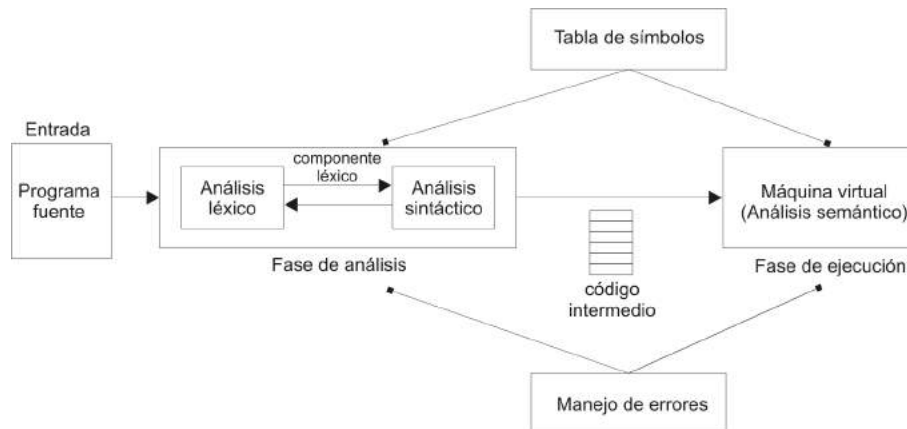 Tabla de símbolos
Entrada
Programa
fuente
Análisis
léxico
componente
léxico
Análisis
sintáctico
Máquina virtual
(Análisis semántico)
Fase de análisis
código
intermedio
Fase de ejecución
Manejo de errores